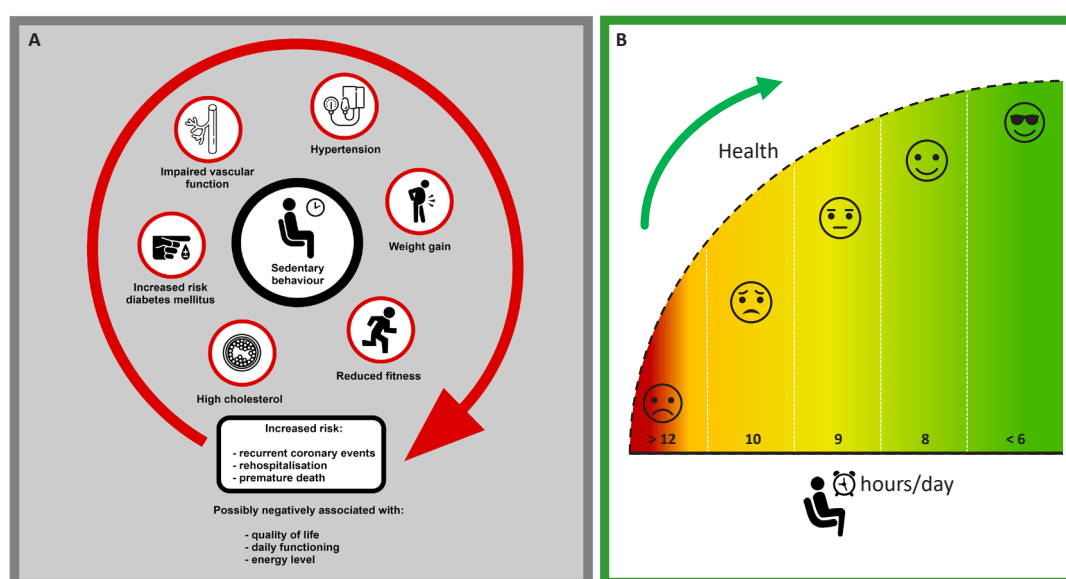 A
Hypertension
Impaired vascular
function
Weight gain
Sedentary
behaviour
Increased risk
diabetes mellitus
Reduced fitness
High cholesterol
Increased risk:
- recurrent coronary events
- rehospitalisation
- premature death
Possibly negatively associated with:
- quality of life
- daily functioning
- energy level
B
Health
> 12 10 9 8 < 6
hours/day